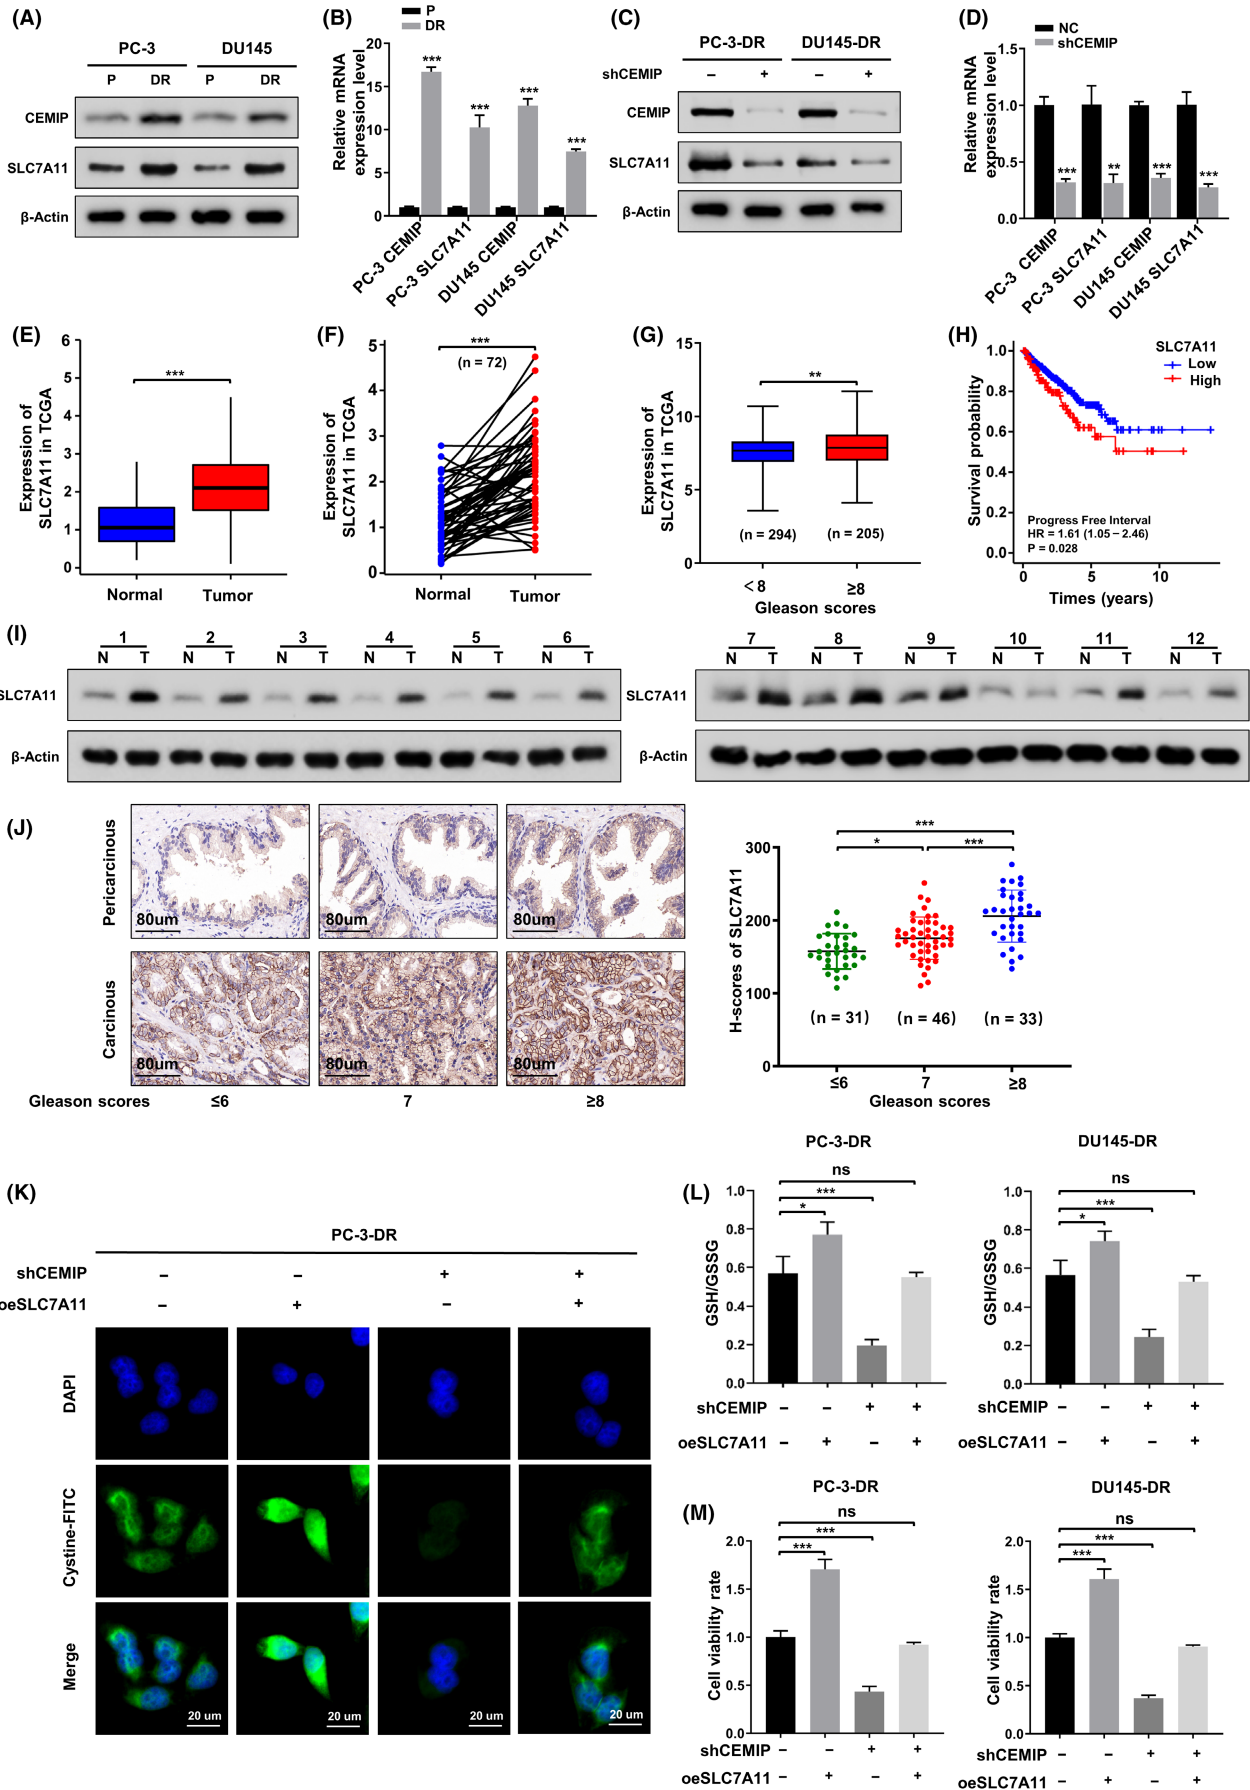 (A)
PC-3 DU145
P DR P DR
CEMIP
SLC7A11
β-Actin
(B)
P
DR
Relative mRNA
expression level
20
15
10
5
0
*** *** *** ***
PC-3 CEMIP
PC-3 SLC7A11
DU145 CEMIP
DU145 SLC7A11
(C)
PC-3-DR DU145-DR
shCEMIP – + – +
CEMIP
SLC7A11
β-Actin
(D)
NC
shCEMIP
Relative mRNA
expression level
1.5
1.0
0.5
0.0
*** ** *** ***
PC-3 CEMIP
PC-3 SLC7A11
DU145 CEMIP
DU145 SLC7A11
(E)
Expression of
SLC7A11 in TCGA
6
5
4
3
2
1
0
***
Normal Tumor
(F)
Expression of
SLC7A11 in TCGA
5
4
3
2
1
0
***
(n = 72)
Normal Tumor
(G)
Expression of
SLC7A11 in TCGA
15
10
5
0
**
(n = 294) (n = 205)
<8 ≥8
Gleason scores
(H)
SLC7A11
Low
High
Survival probability
1.0
0.8
0.6
0.4
0.2
0.0
Progress Free Interval
HR = 1.61 (1.05 – 2.46)
P = 0.028
0 5 10
Times (years)
(I)
1 2 3 4 5 6
N T N T N T N T N T N T
SLC7A11
β-Actin
7 8 9 10 11 12
N T N T N T N T N T N T
SLC7A11
β-Actin
(J)
Pericarcinous
80um 80um 80um
Carcinous
80um 80um 80um
Gleason scores ≤6 7 ≥8
H-scores of SLC7A11
300
200
100
0
***
* ***
(n = 31) (n = 46) (n = 33)
≤6 7 ≥8
Gleason scores
(K)
PC-3-DR
shCEMIP – – + +
oeSLC7A11 – + – +
DAPI
Cystine-FITC
Merge
20 um 20 um 20 um 20 um
(L)
PC-3-DR
GSH/GSSG
1.0
0.8
0.6
0.4
0.2
0.0
ns
***
*
shCEMIP – – + +
oeSLC7A11 – + – +
DU145-DR
GSH/GSSG
1.0
0.8
0.6
0.4
0.2
0.0
ns
***
*
shCEMIP – – + +
oeSLC7A11 – + – +
(M)
PC-3-DR
Cell viability rate
2.0
1.5
1.0
0.5
0.0
ns
***
***
shCEMIP – – + +
oeSLC7A11 – + – +
DU145-DR
Cell viability rate
2.0
1.5
1.0
0.5
0.0
ns
***
***
shCEMIP – – + +
oeSLC7A11 – + – +